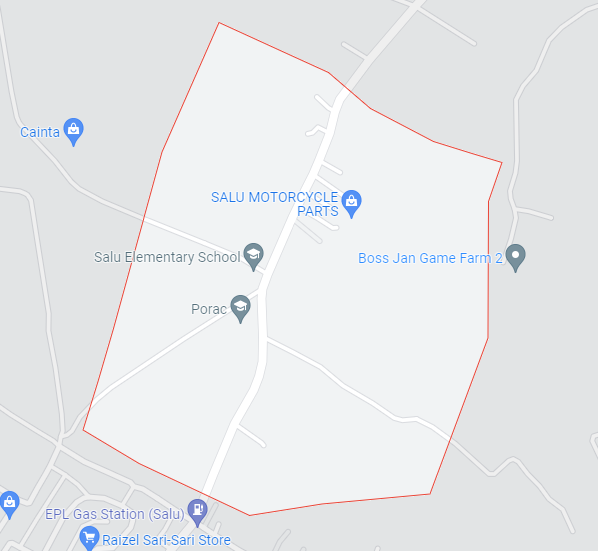 Cainta
SALU MOTORCYCLE
PARTS
Salu Elementary School
Boss Jan Game Farm 2
Porac
EPL Gas Station (Salu)
Raizel Sari-Sari Store